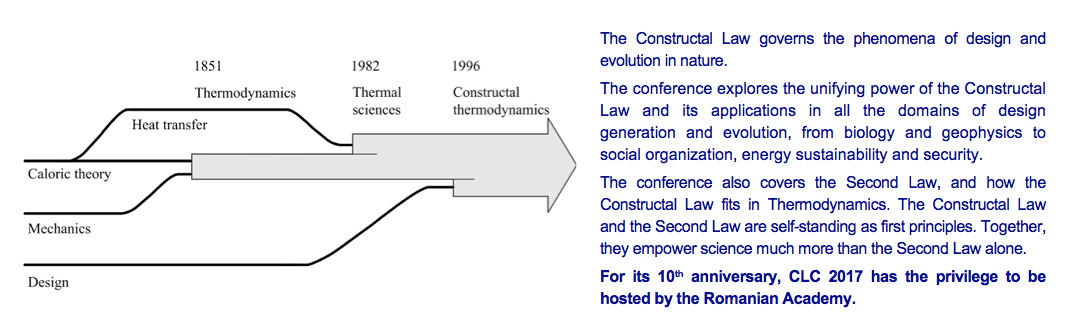 1851
1982
1996
Thermodynamics
Thermal
sciences
Constructal
thermodynamics
Heat transfer
Caloric theory
Mechanics
Design
The Constructal Law governs the phenomena of design and
evolution in nature.
The conference explores the unifying power of the Constructal
Law and its applications in all the domains of design
generation and evolution, from biology and geophysics to
social organization, energy sustainability and security.
The conference also covers the Second Law, and how the
Constructal Law fits in Thermodynamics. The Constructal Law
and the Second Law are self-standing as first principles. Together,
they empower science much more than the Second Law alone.
For its 10th anniversary, CLC 2017 has the privilege to be
hosted by the Romanian Academy.